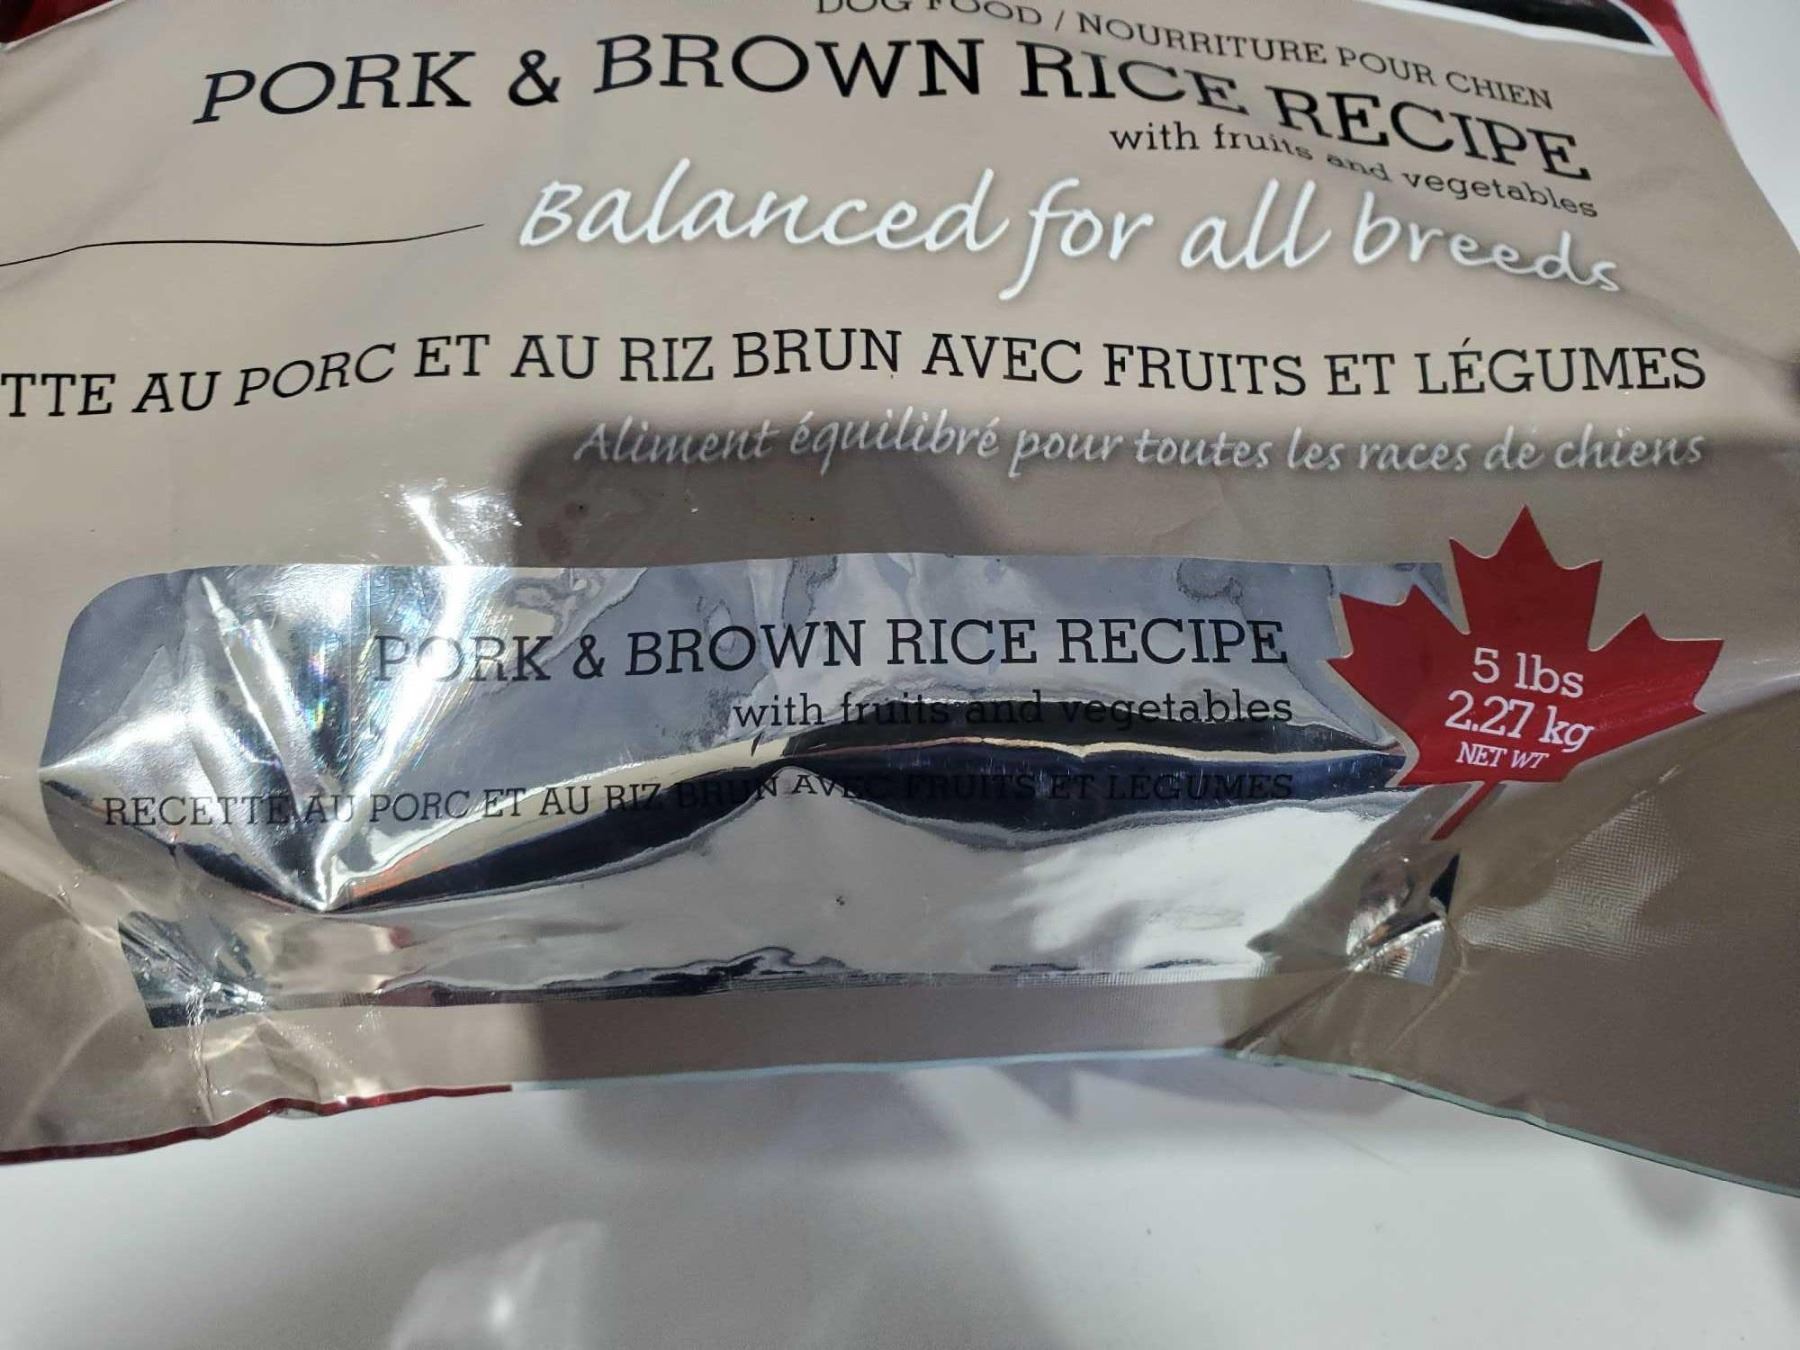 DOG FOOD / NOURRITURE POUR CHIEN
PORK & BROWN RICE RECIPE
with fruits and vegetables
Balanced for all breeds
TTE AU PORC ET AU RIZ BRUN AVEC FRUITS ET LÉGUMES
Aliment équilibré pour toutes les races de chiens
PORK & BROWN RICE RECIPE
with fruits and vegetables
RECETTE AU PORC ET AU RIZ BRUN AVEC FRUITS ET LÉGUMES
5 lbs
2.27 kg
NET WT